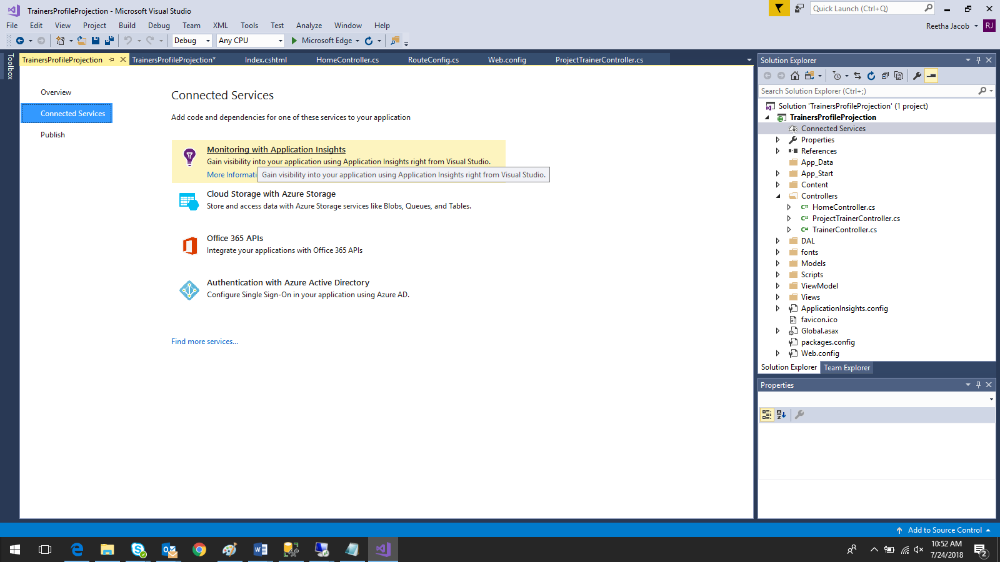 TrainersProfileProjection - Microsoft Visual Studio
Quick Launch (Ctrl+Q)
File Edit View Project Build Debug Team XML Tools Test Analyze Window Help
Reetha Jacob RJ
Debug Any CPU Microsoft Edge
Toolbox
TrainersProfileProjection TrainersProfileProjection* Index.cshtml HomeController.cs RouteConfig.cs Web.config ProjectTrainerController.cs
Overview
Connected Services
Publish
Connected Services
Add code and dependencies for one of these services to your application
Monitoring with Application Insights
Gain visibility into your application using Application Insights right from Visual Studio.
More Informati
Gain visibility into your application using Application Insights right from Visual Studio.
Cloud Storage with Azure Storage
Store and access data with Azure Storage services like Blobs, Queues, and Tables.
Office 365 APIs
Integrate your applications with Office 365 APIs
Authentication with Azure Active Directory
Configure Single Sign-On in your application using Azure AD.
Find more services...
Solution Explorer
Search Solution Explorer (Ctrl+;)
Solution 'TrainersProfileProjection' (1 project)
TrainersProfileProjection
Connected Services
Properties
References
App_Data
App_Start
Content
Controllers
C# HomeController.cs
C# ProjectTrainerController.cs
C# TrainerController.cs
DAL
fonts
Models
Scripts
ViewModel
Views
ApplicationInsights.config
favicon.ico
Global.asax
packages.config
Web.config
Solution Explorer Team Explorer
Properties
Add to Source Control
10:52 AM
7/24/2018
2